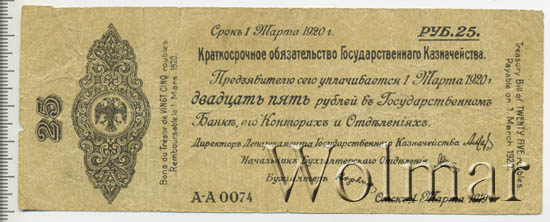 Срокъ 1 Марта 1920 г.
РУБ. 25.
Краткосрочное обязательство Государственнаго Казначейства.
Предъявителю сего уплачивается 1 Марта 1920 г.
двадцать пять рублей въ Государственномъ
Банкѣ, его Конторахъ и Отдѣленіяхъ.
Директоръ Департамента Государственнаго Казначейства
Начальникъ Бухгалтерскаго Отдѣленія
Бухгалтеръ
А-А 0074
Омскъ, 1 Марта
25
Bons du Trésor de VINGT CINQ roubles
Remboursable le 1 Mars 1920.
Treasury Bill of TWENTY FIVE roubles
Payable on 1 March 1920
Wolmar